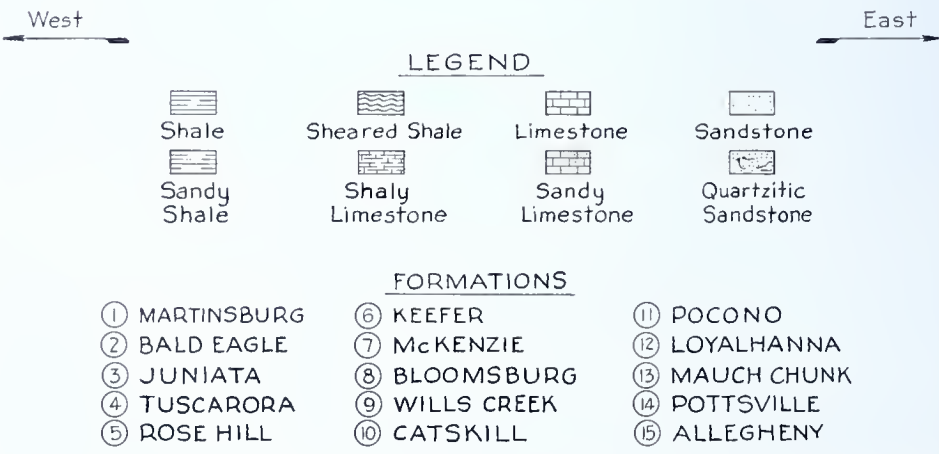 West East
LEGEND
Shale Sheared Shale Limestone Sandstone
Sandy Shaly Sandy Quartzitic
Shale Limestone Limestone Sandstone
FORMATIONS
1 MARTINSBURG 6 KEEFER 11 POCONO
2 BALD EAGLE 7 McKENZIE 12 LOYALHANNA
3 JUNIATA 8 BLOOMSBURG 13 MAUCH CHUNK
4 TUSCARORA 9 WILLS CREEK 14 POTTSVILLE
5 ROSE HILL 10 CATSKILL 15 ALLEGHENY